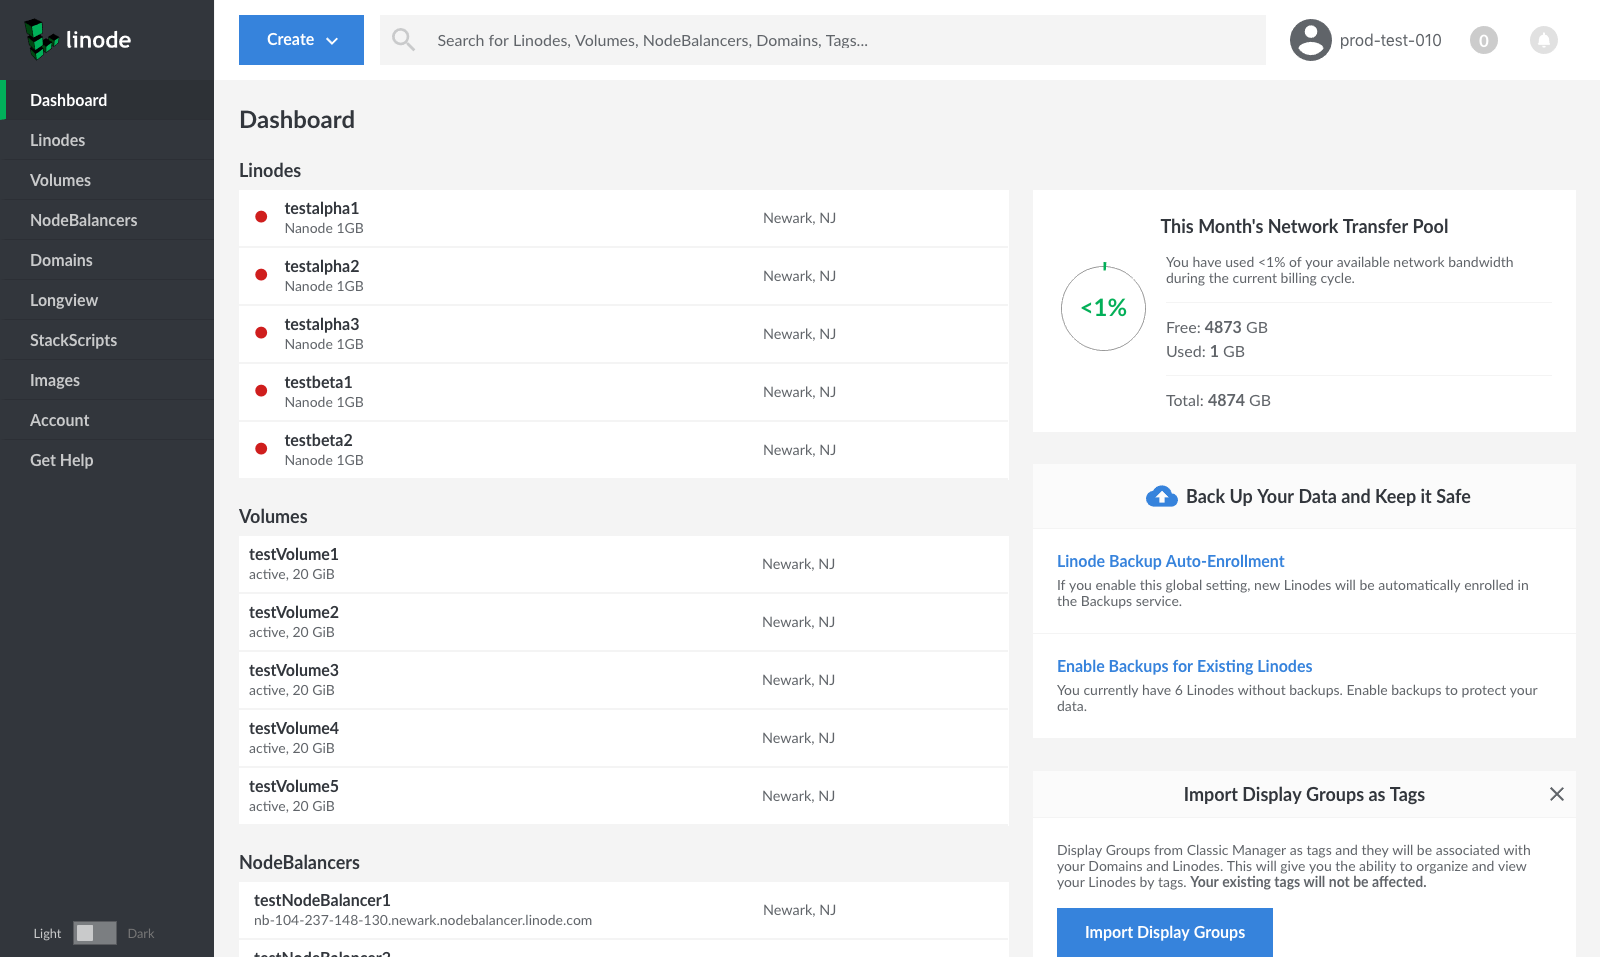 linode
Create
Search for Linodes, Volumes, NodeBalancers, Domains, Tags...
prod-test-010
0
Dashboard
Linodes
Volumes
NodeBalancers
Domains
Longview
StackScripts
Images
Account
Get Help
Light
Dark
Dashboard
Linodes
testalpha1
Nanode 1GB
Newark, NJ
testalpha2
Nanode 1GB
Newark, NJ
testalpha3
Nanode 1GB
Newark, NJ
testbeta1
Nanode 1GB
Newark, NJ
testbeta2
Nanode 1GB
Newark, NJ
Volumes
testVolume1
active, 20 GiB
Newark, NJ
testVolume2
active, 20 GiB
Newark, NJ
testVolume3
active, 20 GiB
Newark, NJ
testVolume4
active, 20 GiB
Newark, NJ
testVolume5
active, 20 GiB
Newark, NJ
NodeBalancers
testNodeBalancer1
nb-104-237-148-130.newark.nodebalancer.linode.com
Newark, NJ
testNodeBalancer2
This Month's Network Transfer Pool
<1%
You have used <1% of your available network bandwidth
during the current billing cycle.
Free: 4873 GB
Used: 1 GB
Total: 4874 GB
Back Up Your Data and Keep it Safe
Linode Backup Auto-Enrollment
If you enable this global setting, new Linodes will be automatically enrolled in
the Backups service.
Enable Backups for Existing Linodes
You currently have 6 Linodes without backups. Enable backups to protect your
data.
Import Display Groups as Tags
Display Groups from Classic Manager as tags and they will be associated with
your Domains and Linodes. This will give you the ability to organize and view
your Linodes by tags. Your existing tags will not be affected.
Import Display Groups